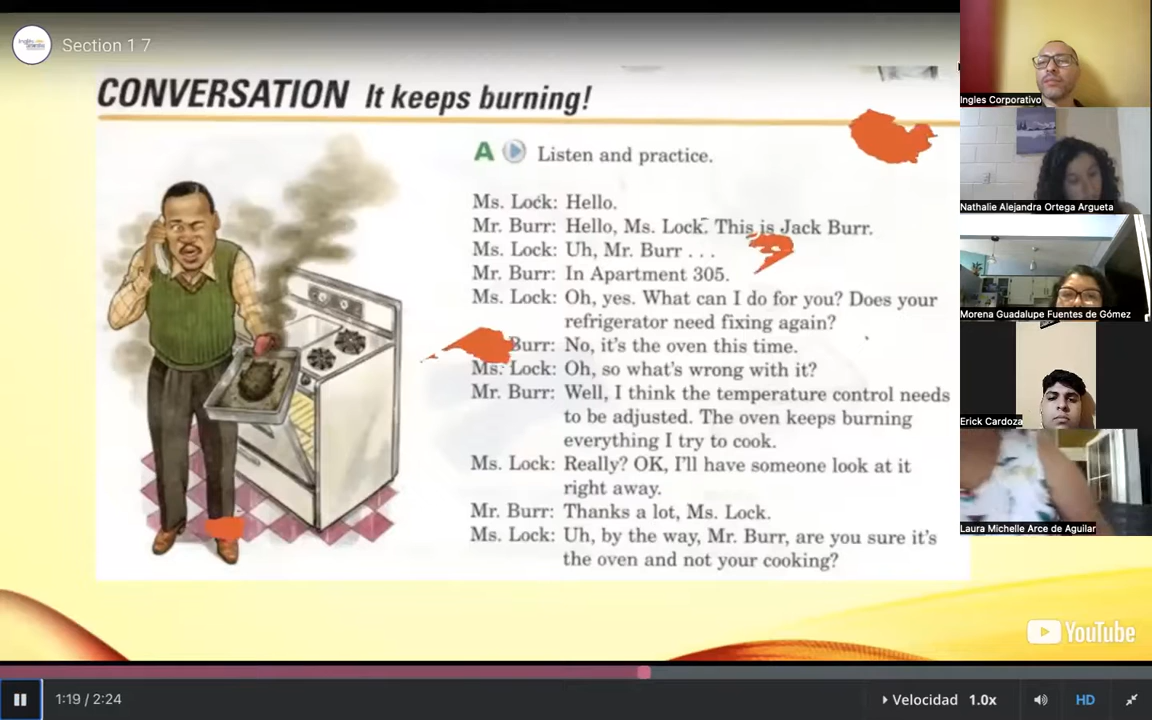 Section 1 7
CONVERSATION It keeps burning!
A Listen and practice.
Ms. Lock: Hello.
Mr. Burr: Hello, Ms. Lock. This is Jack Burr.
Ms. Lock: Uh, Mr. Burr . . .
Mr. Burr: In Apartment 305.
Ms. Lock: Oh, yes. What can I do for you? Does your
refrigerator need fixing again?
Burr: No, it's the oven this time.
Ms. Lock: Oh, so what's wrong with it?
Mr. Burr: Well, I think the temperature control needs
to be adjusted. The oven keeps burning
everything I try to cook.
Ms. Lock: Really? OK, I'll have someone look at it
right away.
Mr. Burr: Thanks a lot, Ms. Lock.
Ms. Lock: Uh, by the way, Mr. Burr, are you sure it's
the oven and not your cooking?
Ingles Corporativo
Nathalie Alejandra Ortega Argueta
Morena Guadalupe Fuentes de Gómez
Erick Cardoza
Laura Michelle Arce de Aguilar
YouTube
1:19 / 2:24
Velocidad 1.0x
HD